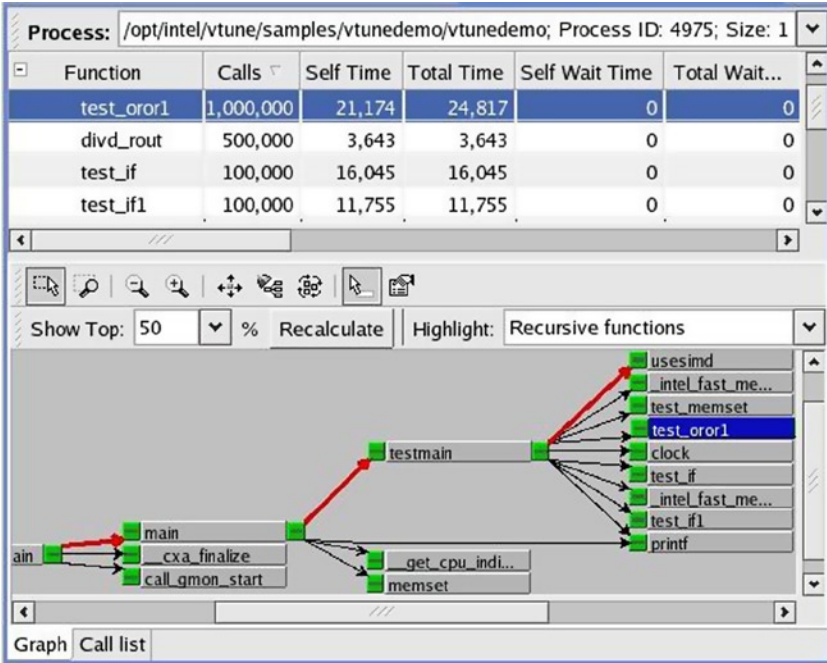 Process: /opt/intel/vtune/samples/vtunedemo/vtunedemo; Process ID: 4975; Size: 1
Function Calls Self Time Total Time Self Wait Time Total Wait...
test_oror1 1,000,000 21,174 24,817 0 0
divd_rout 500,000 3,643 3,643 0 0
test_if 100,000 16,045 16,045 0 0
test_if1 100,000 11,755 11,755 0 0
Show Top: 50 % Recalculate Highlight: Recursive functions
usesimd
_intel_fast_me...
test_memset
test_oror1
testmain
clock
test_if
_intel_fast_me...
test_if1
main
printf
ain
__cxa_finalize
__get_cpu_indi...
call_gmon_start
memset
Graph Call list